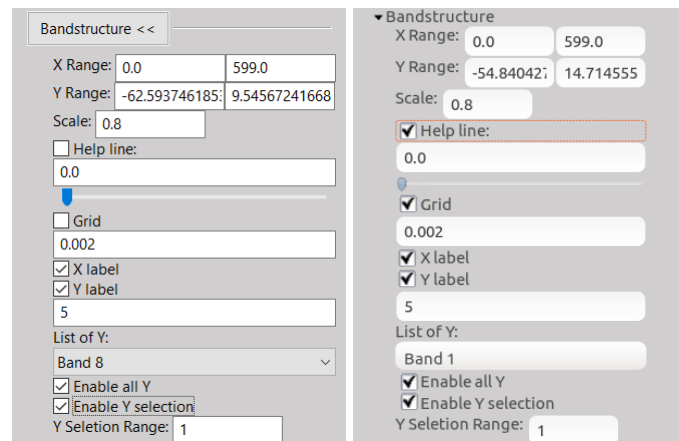 Bandstructure <<
X Range: 0.0 599.0
Y Range: -62.5937461853 9.54567241668
Scale: 0.8
Help line:
0.0
Grid
0.002
X label
Y label
5
List of Y:
Band 8
Enable all Y
Enable Y selection
Y Seletion Range: 1
Bandstructure
X Range: 0.0 599.0
Y Range: -54.840427 14.714555
Scale: 0.8
Help line:
0.0
Grid
0.002
X label
Y label
5
List of Y:
Band 1
Enable all Y
Enable Y selection
Y Seletion Range: 1